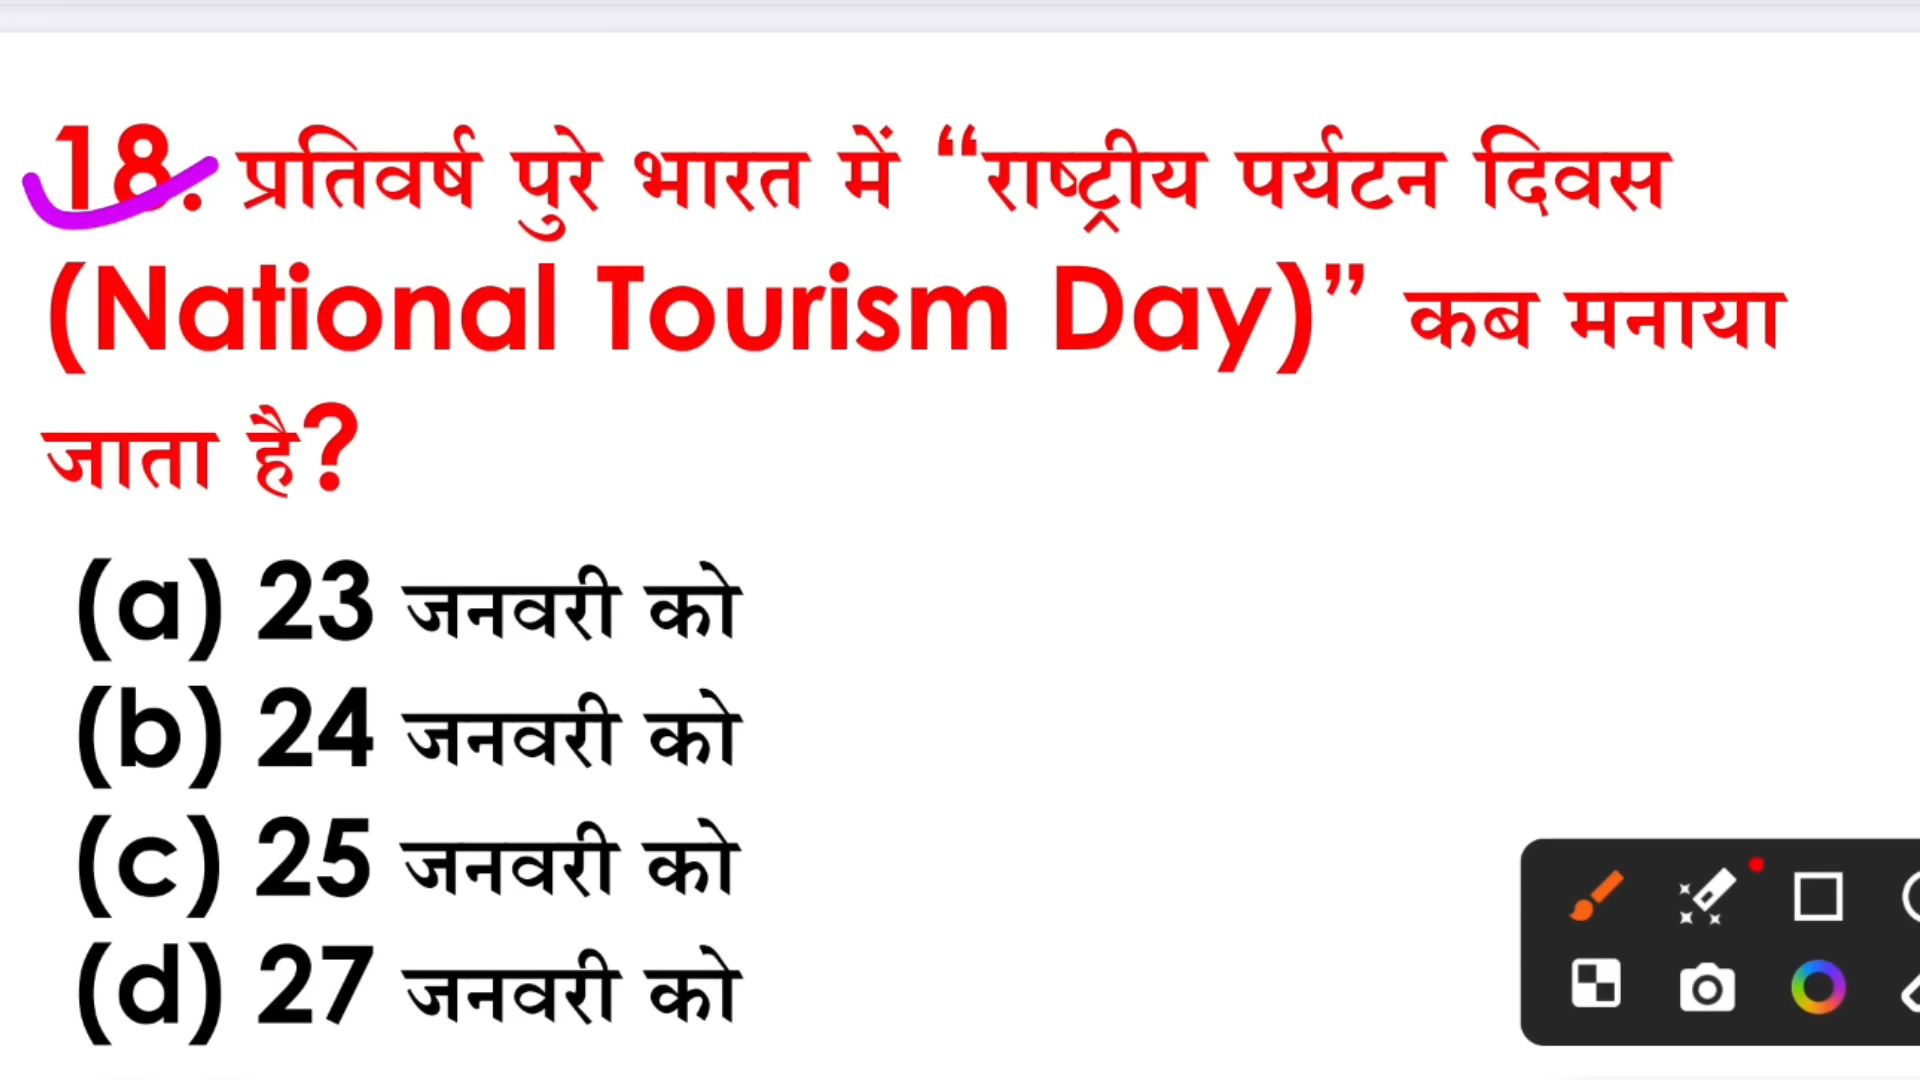 18. प्रतिवर्ष पुरे भारत में “राष्ट्रीय पर्यटन दिवस
(National Tourism Day)” कब मनाया
जाता है?
(a) 23 जनवरी को
(b) 24 जनवरी को
(c) 25 जनवरी को
(d) 27 जनवरी को